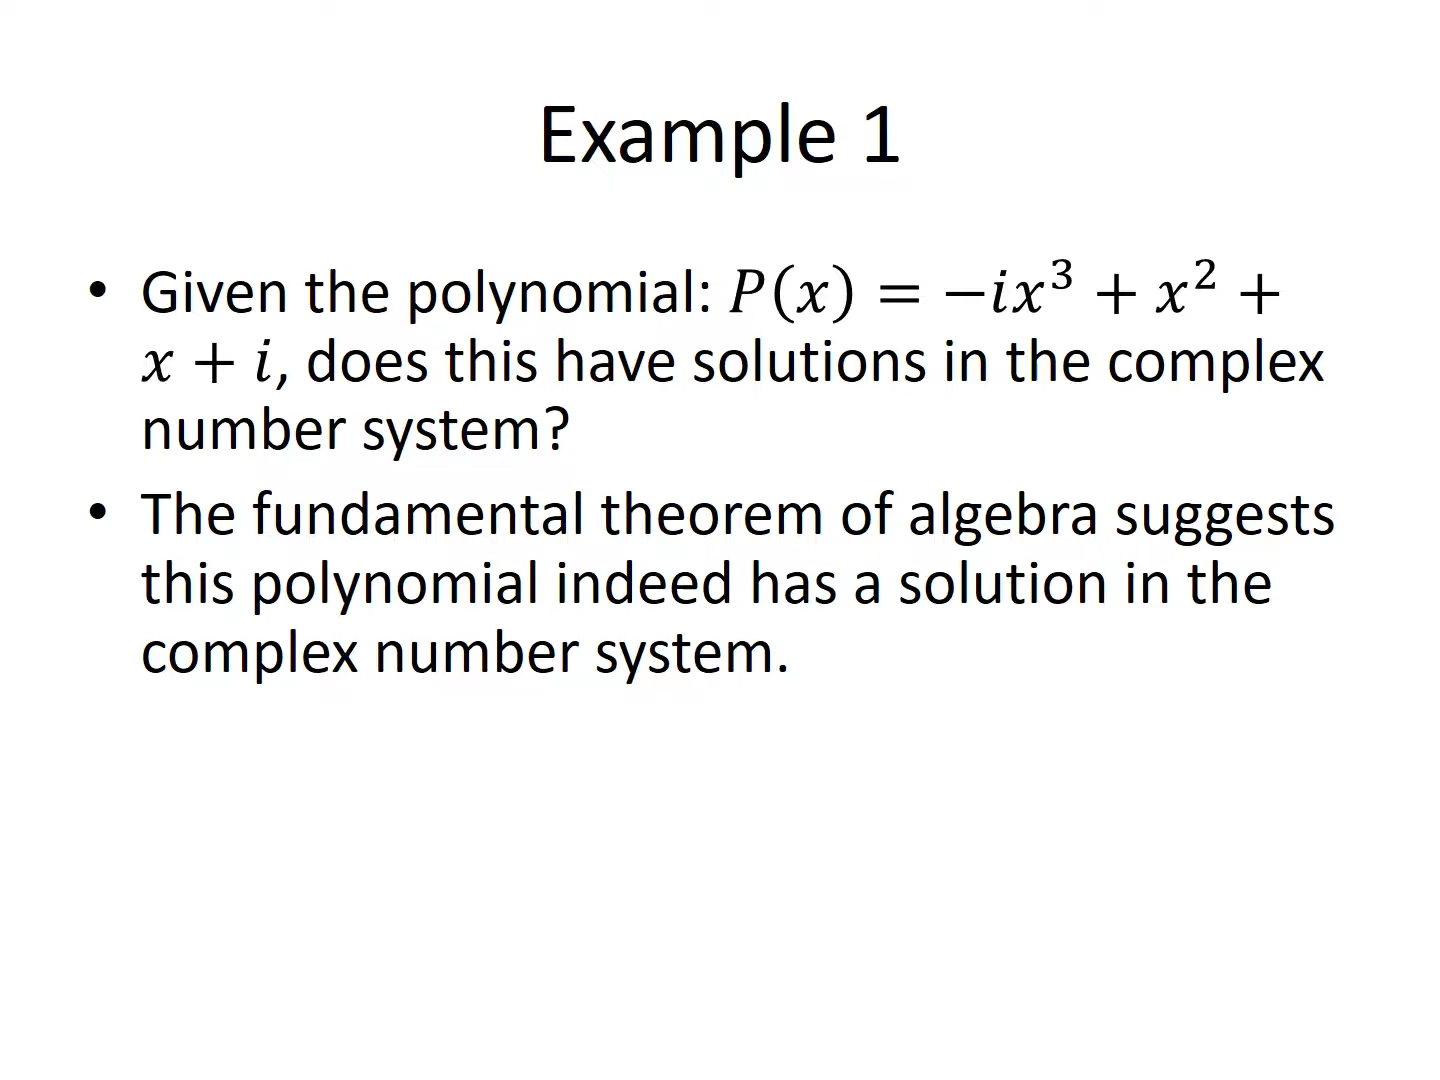 Example 1
• Given the polynomial: 𝑃(𝑥) = −𝑖𝑥³ + 𝑥² +
𝑥 + 𝑖, does this have solutions in the complex
number system?
• The fundamental theorem of algebra suggests
this polynomial indeed has a solution in the
complex number system.